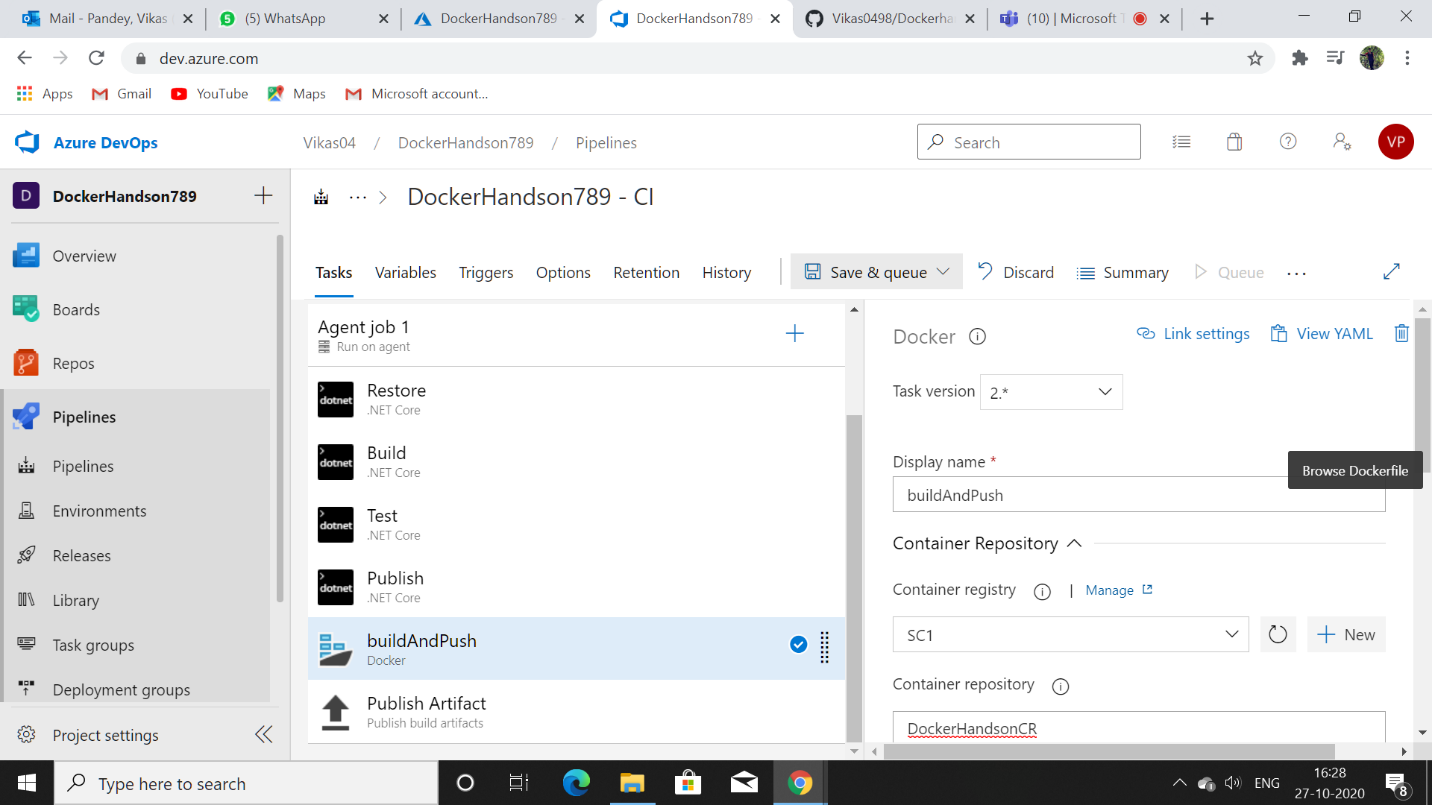 Mail - Pandey, Vikas
(5) WhatsApp
DockerHandson789 -
DockerHandson789
Vikas0498/Dockerha
(10) | Microsoft T
dev.azure.com
Apps
Gmail
YouTube
Maps
Microsoft account...
Azure DevOps
Vikas04 / DockerHandson789 / Pipelines
Search
VP
D DockerHandson789
Overview
Boards
Repos
Pipelines
Pipelines
Environments
Releases
Library
Task groups
Deployment groups
Project settings
... > DockerHandson789 - CI
Tasks
Variables
Triggers
Options
Retention
History
Save & queue
Discard
Summary
Queue
...
Agent job 1
Run on agent
dotnet
Restore
.NET Core
dotnet
Build
.NET Core
dotnet
Test
.NET Core
dotnet
Publish
.NET Core
buildAndPush
Docker
Publish Artifact
Publish build artifacts
Docker
Link settings
View YAML
Task version 2.*
Display name *
Browse Dockerfile
buildAndPush
Container Repository
Container registry | Manage
SC1
New
Container repository
DockerHandsonCR
Type here to search
ENG
16:28
27-10-2020
8